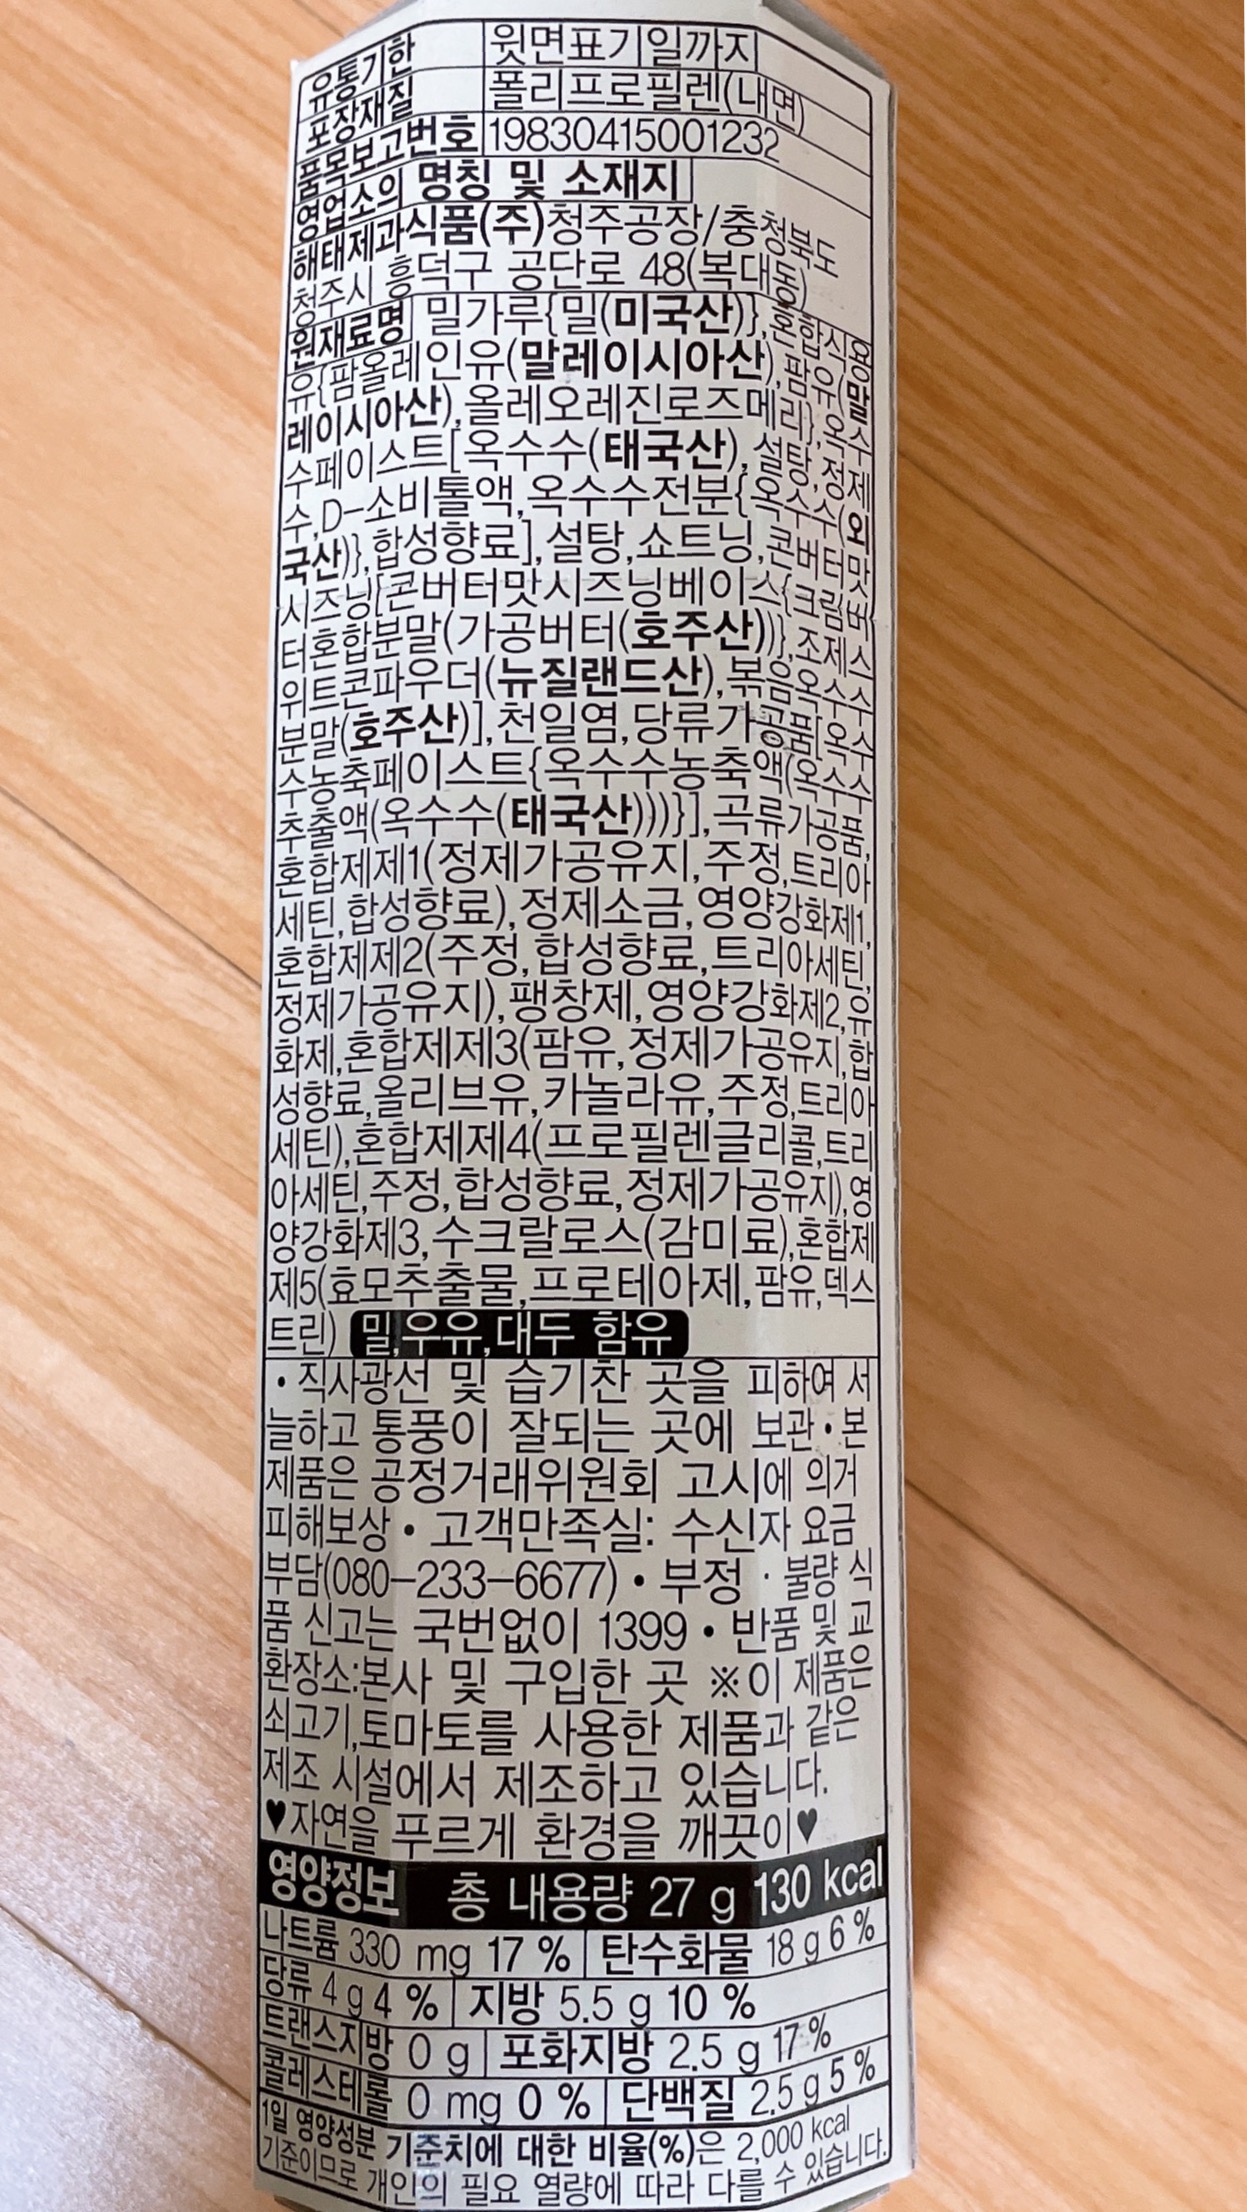 유통기한 윗면표기일까지
포장재질 폴리프로필렌(내면)
품목보고번호 19830415001232
영업소의 명칭 및 소재지
해태제과식품(주)청주공장/충청북도
청주시 흥덕구 공단로 48(복대동)
원재료명 밀가루{밀(미국산)},혼합식용
유{팜올레인유(말레이시아산),팜유(말
레이시아산),올레오레진로즈메리},옥수
수페이스트[옥수수(태국산),설탕,정제
수,D-소비톨액,옥수수전분{옥수수(외
국산)},합성향료],설탕,쇼트닝,콘버터맛
시즈닝[콘버터맛시즈닝베이스{크림버
터혼합분말(가공버터(호주산))},조제스
위트콘파우더(뉴질랜드산),볶음옥수수
분말(호주산)],천일염,당류가공품[옥수
수농축페이스트{옥수수농축액(옥수수
추출액(옥수수(태국산)))}],곡류가공품,
혼합제제1(정제가공유지,주정,트리아
세틴,합성향료),정제소금,영양강화제1,
혼합제제2(주정,합성향료,트리아세틴,
정제가공유지),팽창제,영양강화제2,유
화제,혼합제제3(팜유,정제가공유지,합
성향료,올리브유,카놀라유,주정,트리아
세틴),혼합제제4(프로필렌글리콜,트리
아세틴,주정,합성향료,정제가공유지),영
양강화제3,수크랄로스(감미료),혼합제
제5(효모추출물,프로테아제,팜유,덱스
트린) 밀,우유,대두 함유
• 직사광선 및 습기찬 곳을 피하여 서
늘하고 통풍이 잘되는 곳에 보관 • 본
제품은 공정거래위원회 고시에 의거
피해보상 • 고객만족실: 수신자 요금
부담(080-233-6677) • 부정 · 불량 식
품 신고는 국번없이 1399 • 반품 및 교
환장소:본사 및 구입한 곳 ※이 제품은
쇠고기,토마토를 사용한 제품과 같은
제조 시설에서 제조하고 있습니다.
♥자연을 푸르게 환경을 깨끗이♥
영양정보 총 내용량 27 g 130 kcal
나트륨 330 mg 17 % 탄수화물 18 g 6 %
당류 4 g 4 % 지방 5.5 g 10 %
트랜스지방 0 g 포화지방 2.5 g 17 %
콜레스테롤 0 mg 0 % 단백질 2.5 g 5 %
1일 영양성분 기준치에 대한 비율(%)은 2,000 kcal
기준이므로 개인의 필요 열량에 따라 다를 수 있습니다.